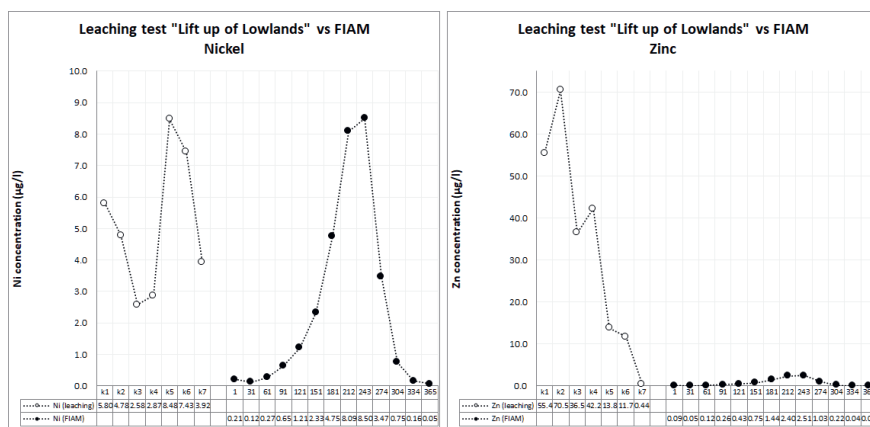 Leaching test "Lift up of Lowlands" vs FIAM
Nickel
Ni concentration (µg/l)
10.0
9.0
8.0
7.0
6.0
5.0
4.0
3.0
2.0
1.0
0.0
k1 k2 k3 k4 k5 k6 k7 1 31 61 91 121 151 181 212 243 274 304 334 365
Ni (leaching) 5.80 4.78 2.58 2.87 8.48 7.43 3.92
Ni (FIAM) 0.21 0.12 0.27 0.65 1.21 2.33 4.75 8.09 8.50 3.47 0.75 0.16 0.05
Leaching test "Lift up of Lowlands" vs FIAM
Zinc
Zn concentration (µg/l)
70.0
60.0
50.0
40.0
30.0
20.0
10.0
0.0
k1 k2 k3 k4 k5 k6 k7 1 31 61 91 121 151 181 212 243 274 304 334
Zn (leaching) 55.4 70.5 36.5 42.2 13.8 11.7 0.44
Zn (FIAM) 0.09 0.05 0.12 0.26 0.43 0.75 1.44 2.40 2.51 1.03 0.22 0.04